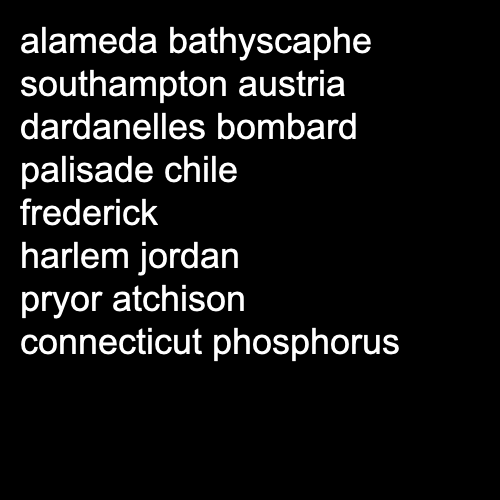 alameda bathyscaphe
southampton austria
dardanelles bombard
palisade chile
frederick
harlem jordan
pryor atchison
connecticut phosphorus